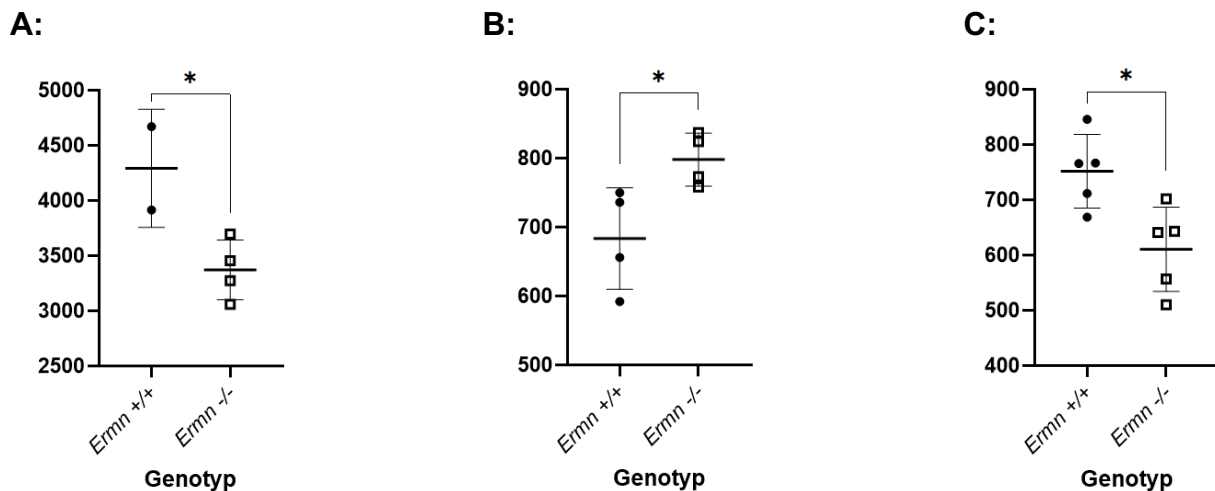 A:
B:
C:
*
*
*
5000
4500
4000
3500
3000
2500
Ermn +/+
Ermn -/-
Genotyp
900
800
700
600
500
Ermn +/+
Ermn -/-
Genotyp
900
800
700
600
500
400
Ermn +/+
Ermn -/-
Genotyp